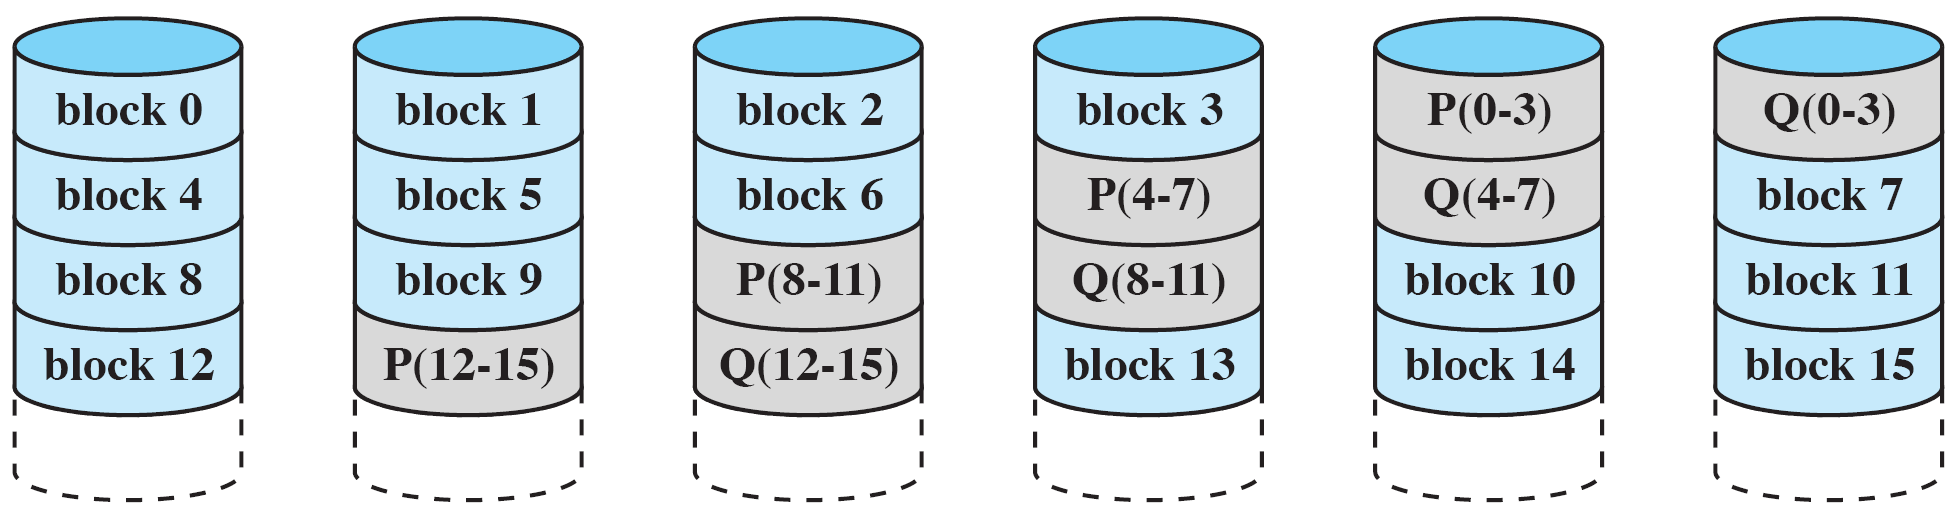 block 0 block 1 block 2 block 3 P(0-3) Q(0-3)
block 4 block 5 block 6 P(4-7) Q(4-7) block 7
block 8 block 9 P(8-11) Q(8-11) block 10 block 11
block 12 P(12-15) Q(12-15) block 13 block 14 block 15